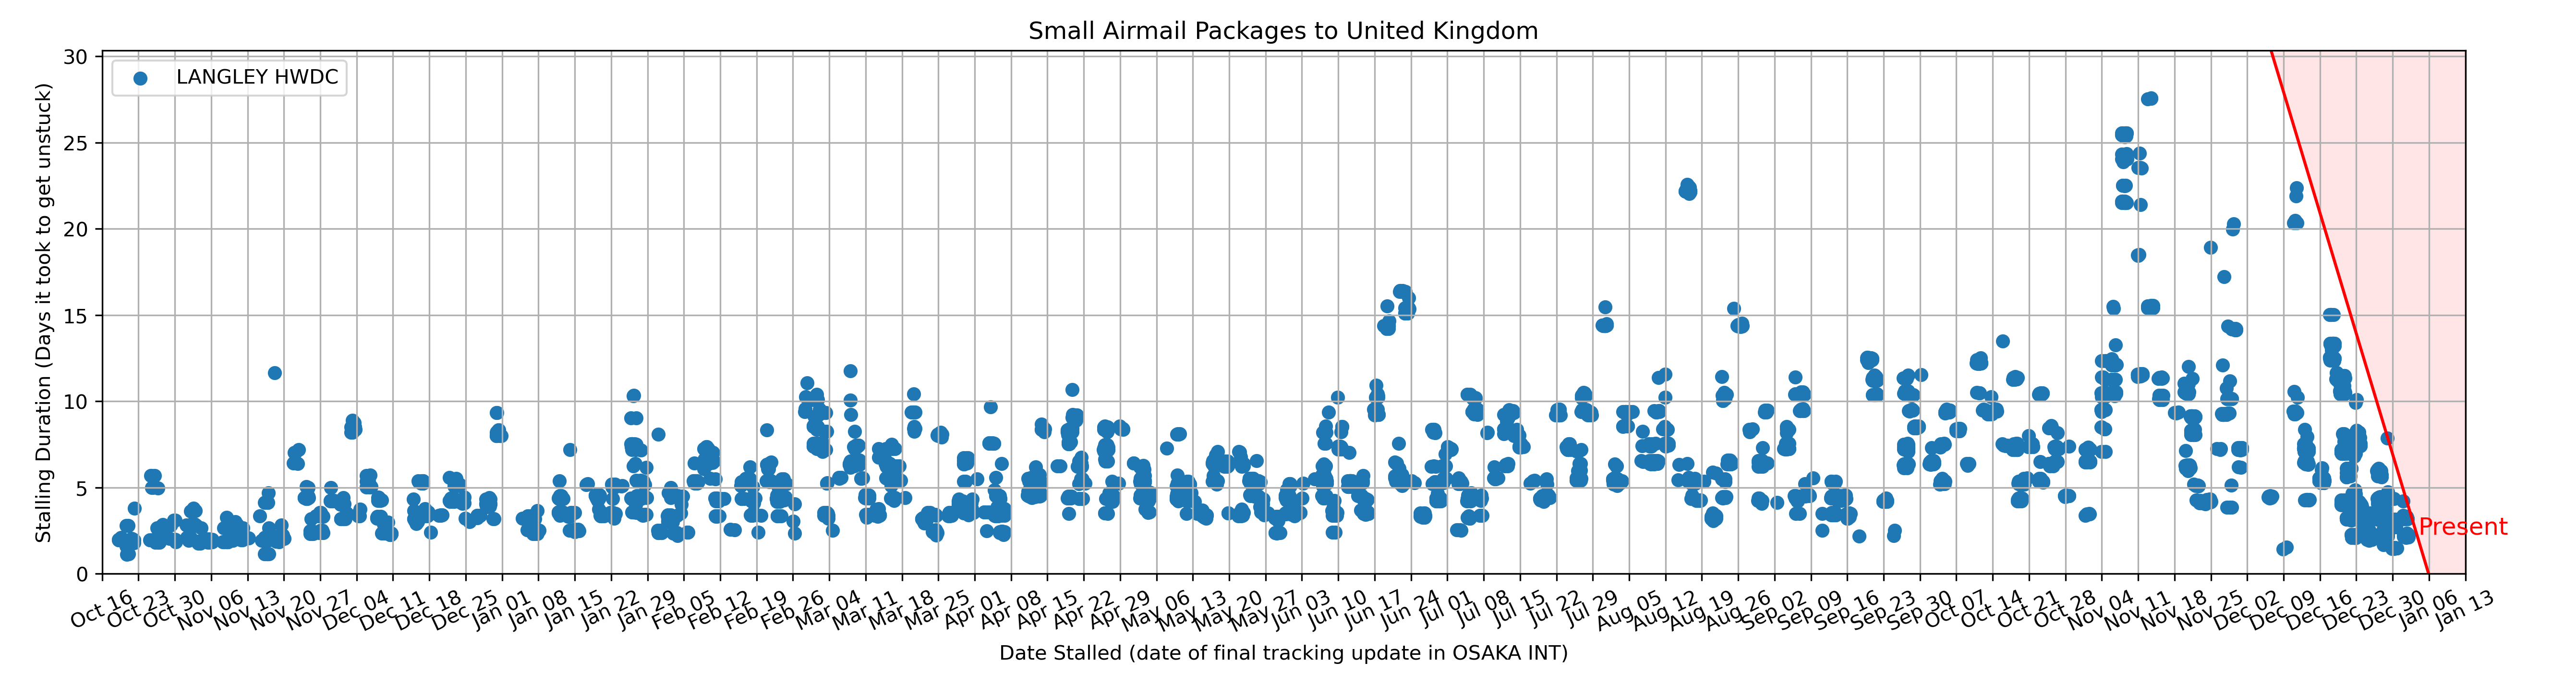 Small Airmail Packages to United Kingdom
LANGLEY HWDC
Stalling Duration (Days it took to get unstuck)
30
25
20
15
10
5
0
Present
Oct 16
Oct 23
Oct 30
Nov 06
Nov 13
Nov 20
Nov 27
Dec 04
Dec 11
Dec 18
Dec 25
Jan 01
Jan 08
Jan 15
Jan 22
Jan 29
Feb 05
Feb 12
Feb 19
Feb 26
Mar 04
Mar 11
Mar 18
Mar 25
Apr 01
Apr 08
Apr 15
Apr 22
Apr 29
May 06
May 13
May 20
May 27
Jun 03
Jun 10
Jun 17
Jun 24
Jul 01
Jul 08
Jul 15
Jul 22
Jul 29
Aug 05
Aug 12
Aug 19
Aug 26
Sep 02
Sep 09
Sep 16
Sep 23
Sep 30
Oct 07
Oct 14
Oct 21
Oct 28
Nov 04
Nov 11
Nov 18
Nov 25
Dec 02
Dec 09
Dec 16
Dec 23
Dec 30
Jan 06
Jan 13
Date Stalled (date of final tracking update in OSAKA INT)